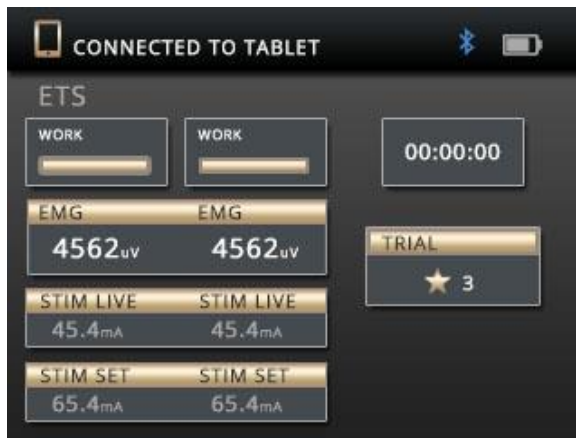 CONNECTED TO TABLET
ETS
WORK WORK 00:00:00
EMG EMG
4562uV 4562uV
TRIAL
3
STIM LIVE STIM LIVE
45.4mA 45.4mA
STIM SET STIM SET
65.4mA 65.4mA